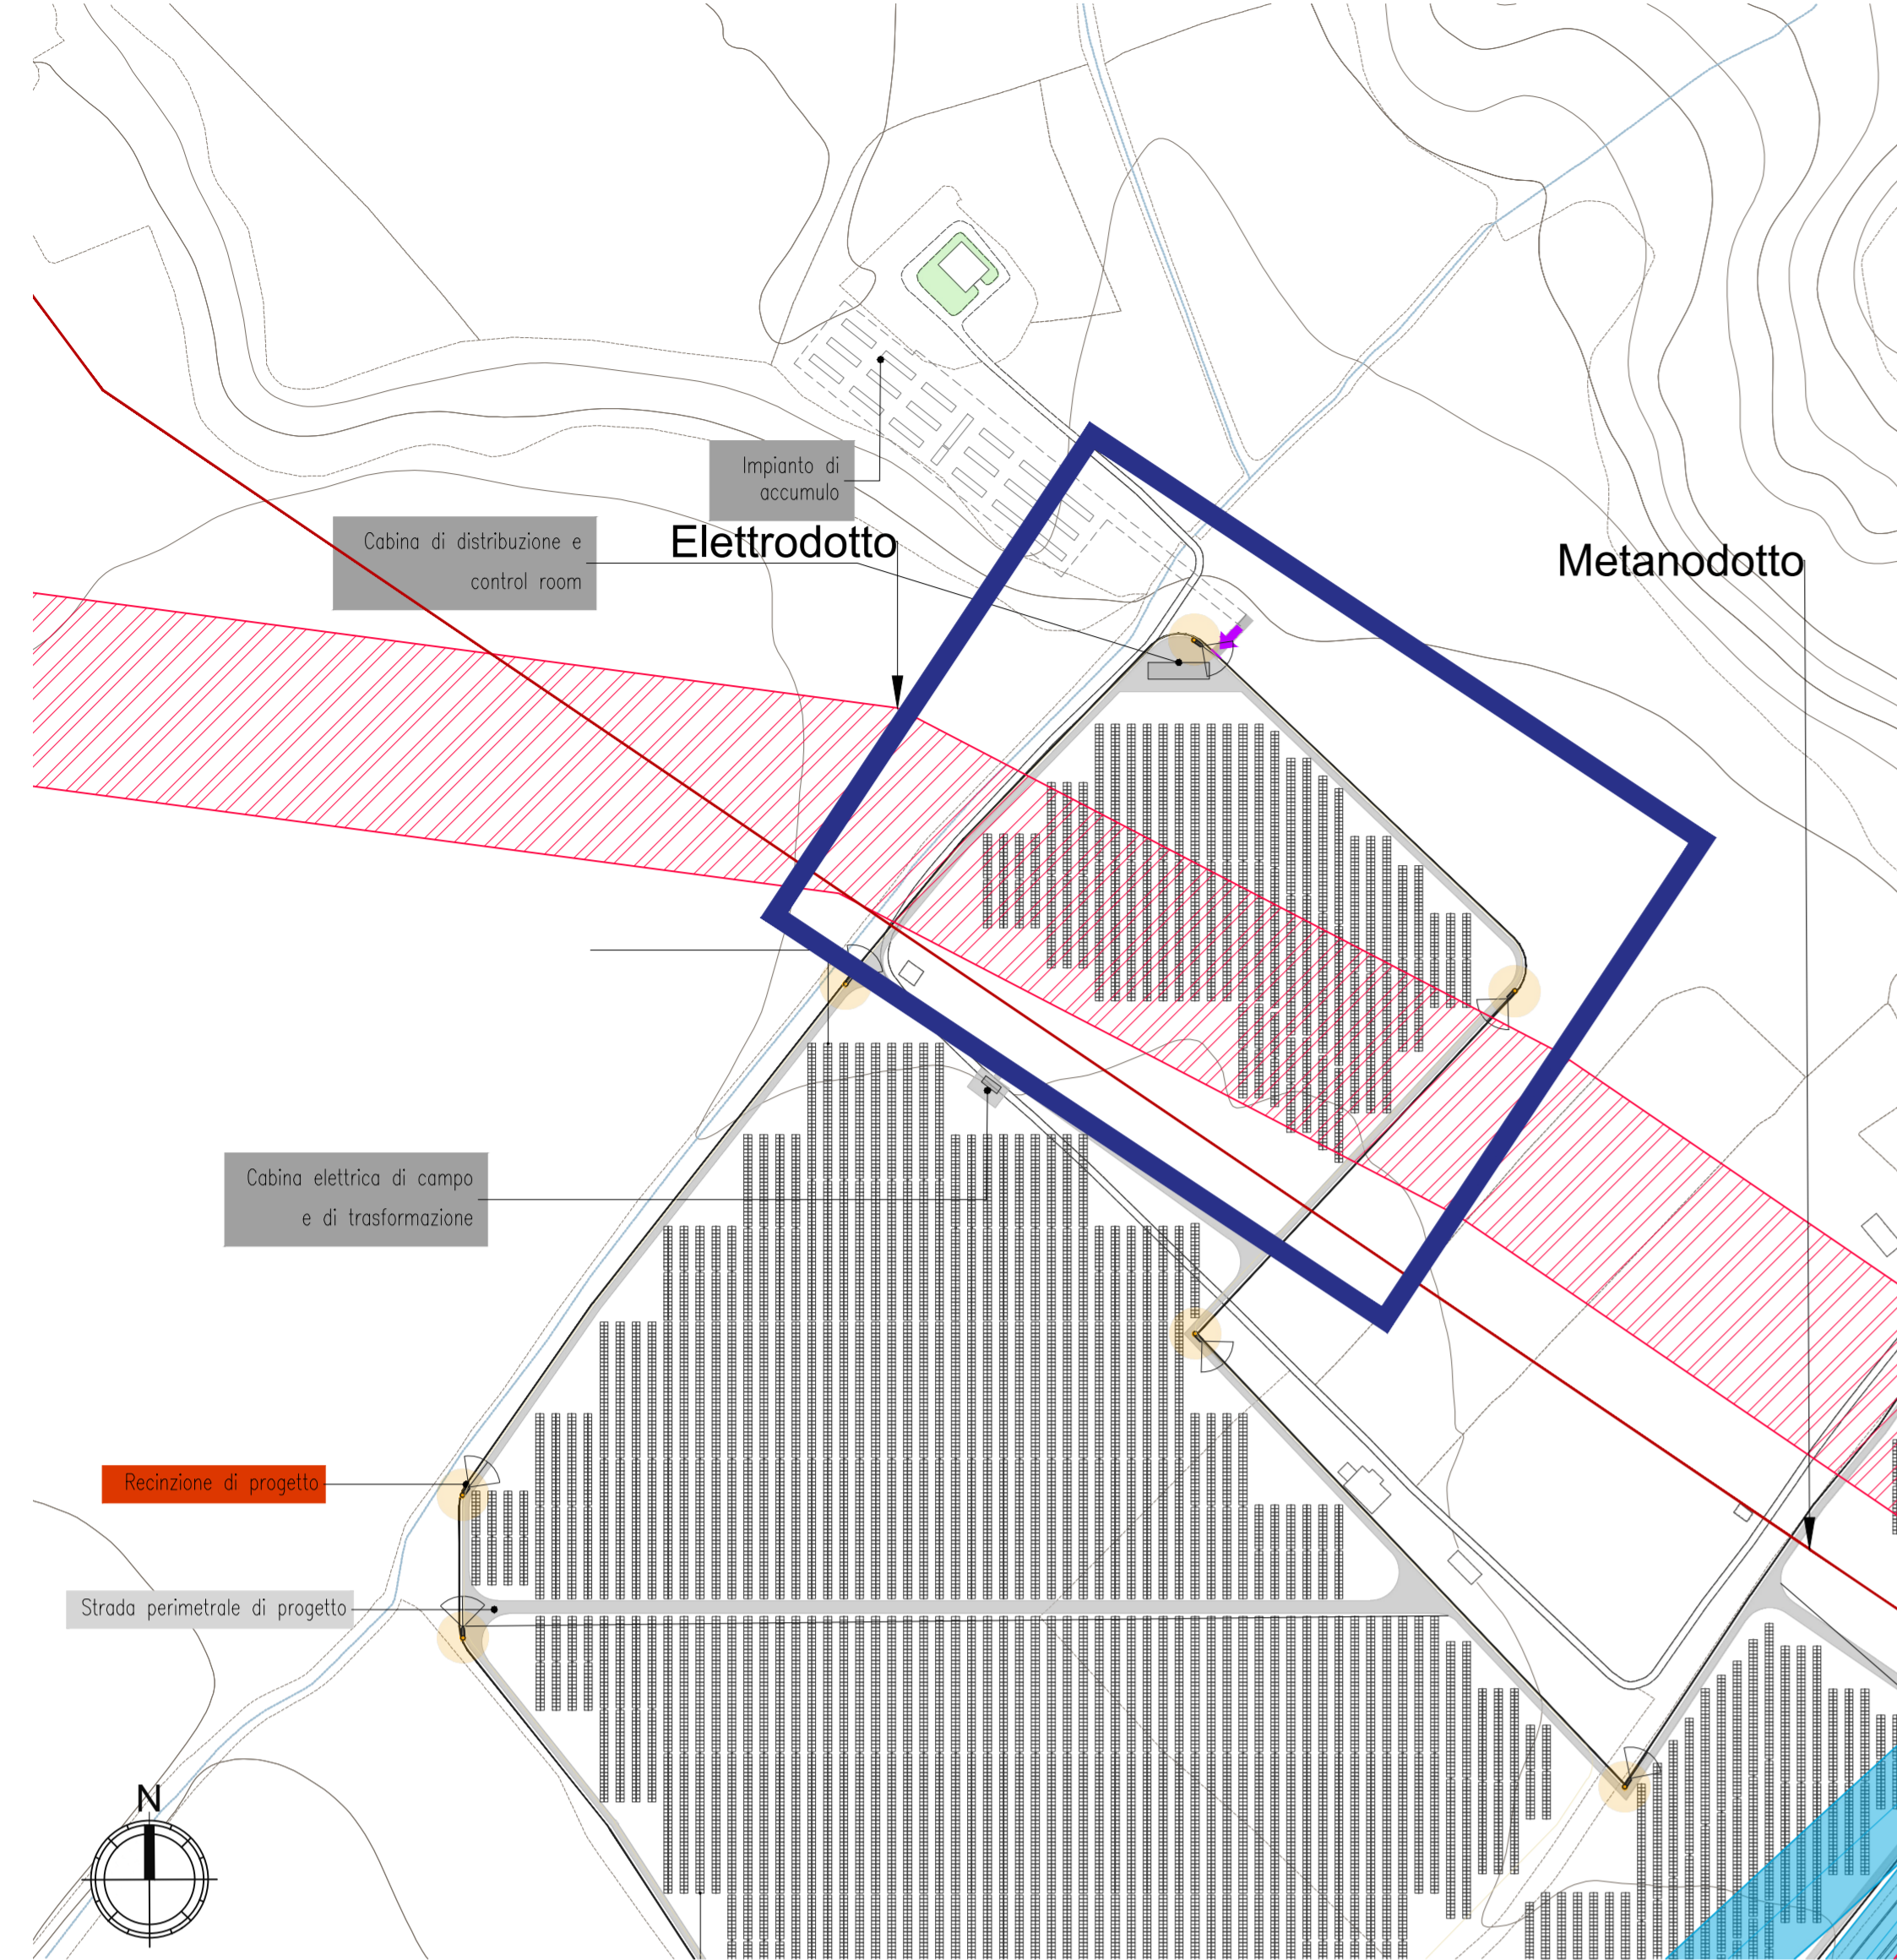 Impianto di
accumulo
Cabina di distribuzione e
control room
Elettrodotto
Metanodotto
Cabina elettrica di campo
e di trasformazione
Recinzione di progetto
Strada perimetrale di progetto
N